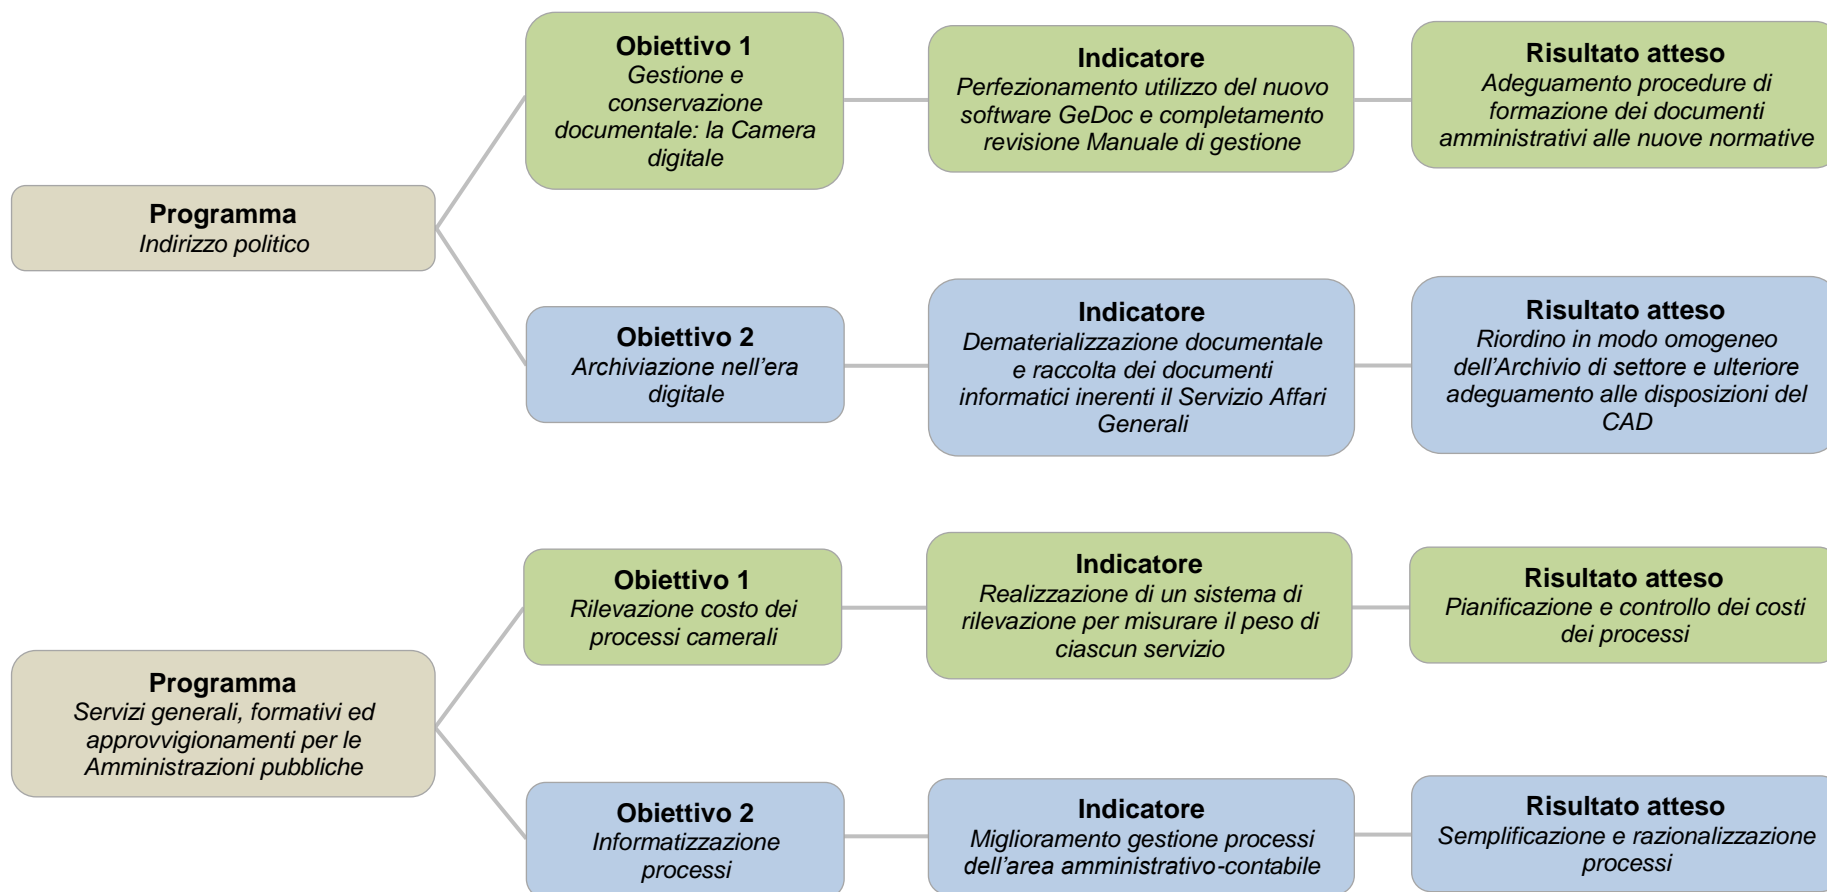 Programma
Indirizzo politico
Obiettivo 1
Gestione e
conservazione
documentale: la Camera
digitale
Indicatore
Perfezionamento utilizzo del nuovo
software GeDoc e completamento
revisione Manuale di gestione
Risultato atteso
Adeguamento procedure di
formazione dei documenti
amministrativi alle nuove normative
Obiettivo 2
Archiviazione nell'era
digitale
Indicatore
Dematerializzazione documentale
e raccolta dei documenti
informatici inerenti il Servizio Affari
Generali
Risultato atteso
Riordino in modo omogeneo
dell'Archivio di settore e ulteriore
adeguamento alle disposizioni del
CAD
Programma
Servizi generali, formativi ed
approvvigionamenti per le
Amministrazioni pubbliche
Obiettivo 1
Rilevazione costo dei
processi camerali
Indicatore
Realizzazione di un sistema di
rilevazione per misurare il peso di
ciascun servizio
Risultato atteso
Pianificazione e controllo dei costi
dei processi
Obiettivo 2
Informatizzazione
processi
Indicatore
Miglioramento gestione processi
dell'area amministrativo-contabile
Risultato atteso
Semplificazione e razionalizzazione
processi